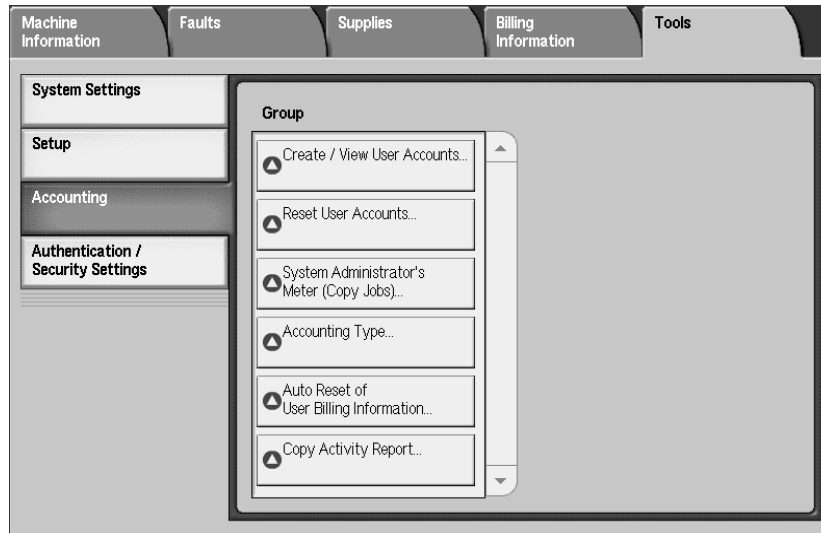 Machine
Information
Faults
Supplies
Billing
Information
Tools
System Settings
Setup
Accounting
Authentication /
Security Settings
Group
Create / View User Accounts...
Reset User Accounts...
System Administrator's
Meter (Copy Jobs)...
Accounting Type...
Auto Reset of
User Billing Information...
Copy Activity Report...